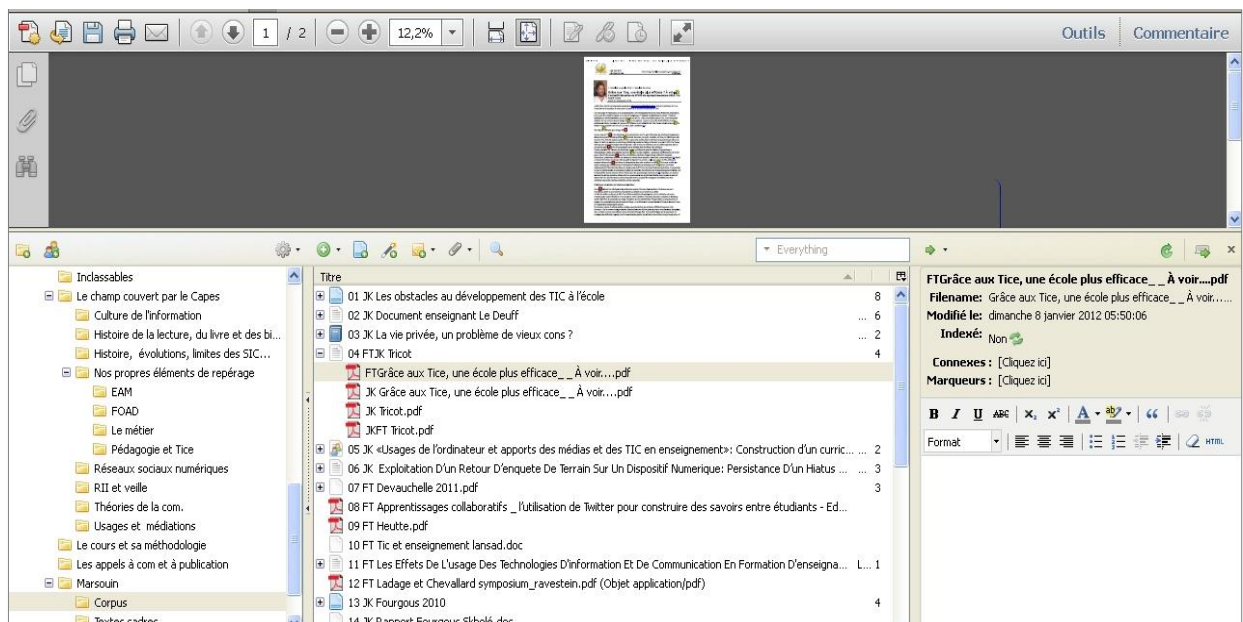 1 / 2
12,2%
Outils
Commentaire
Everything
Inclassables
Le champ couvert par le Capes
Culture de l'information
Histoire de la lecture, du livre et des bi...
Histoire, évolutions, limites des SIC...
Nos propres éléments de repérage
EAM
FOAD
Le métier
Pédagogie et Tice
Réseaux sociaux numériques
RII et veille
Théories de la com.
Usages et médiations
Le cours et sa méthodologie
Les appels à com et à publication
Marsouin
Corpus
Textes cadres
Titre
01 JK Les obstacles au développement des TIC à l'école 8
02 JK Document enseignant Le Deuff ... 6
03 JK La vie privée, un problème de vieux cons ? ... 2
04 FTJK Tricot 4
FTGrâce aux Tice, une école plus efficace_ _ À voir....pdf
JK Grâce aux Tice, une école plus efficace_ _ À voir....pdf
JK Tricot.pdf
JKFT Tricot.pdf
05 JK «Usages de l'ordinateur et apports des médias et des TIC en enseignement»: Construction d'un curric... ... 2
06 JK Exploitation D'un Retour D'enquete De Terrain Sur Un Dispositif Numerique: Persistance D'un Hiatus ... ... 3
07 FT Devauchelle 2011.pdf 3
08 FT Apprentissages collaboratifs _ l'utilisation de Twitter pour construire des savoirs entre étudiants - Ed...
09 FT Heutte.pdf
10 FT Tic et enseignement lansad.doc
11 FT Les Effets De L'usage Des Technologies D'information Et De Communication En Formation D'enseigna... L... 1
12 FT Ladage et Chevallard symposium_ravestein.pdf (Objet application/pdf)
13 JK Fourgous 2010 4
14 JK Rapport Fourgous Skholé.doc
FTGrâce aux Tice, une école plus efficace_ _ À voir....pdf
Filename: Grâce aux Tice, une école plus efficace_ _ À voir......
Modifié le: dimanche 8 janvier 2012 05:50:06
Indexé: Non
Connexes : [Cliquez ici]
Marqueurs : [Cliquez ici]
B I U ABC x₂ x² A ab
Format HTML